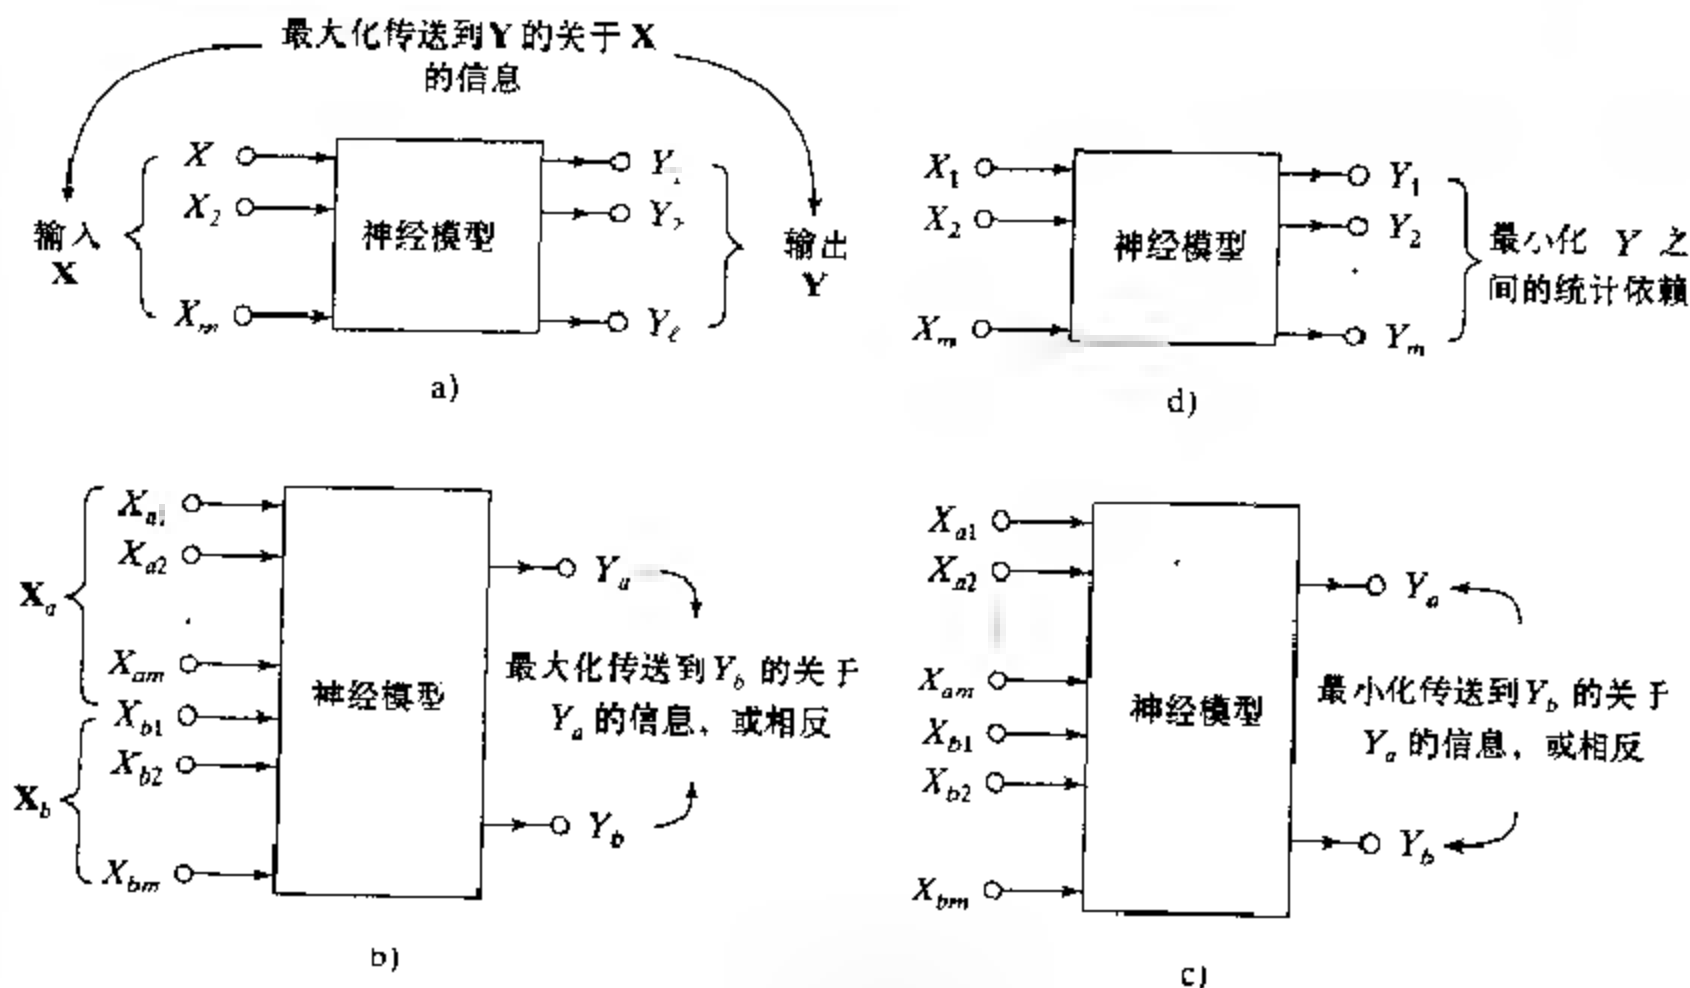 最大化传送到Y的关于X
的信息
X
X2
Xm
输入
X
神经模型
Y1
Y2
Yℓ
输出
Y
a)
X1
X2
Xm
神经模型
Y1
Y2
Ym
最小化 Y 之
间的统计依赖
d)
Xa1
Xa2
Xam
Xa
Xb1
Xb2
Xbm
Xb
神经模型
Ya
最大化传送到Yb的关于
Ya的信息,或相反
Yb
b)
Xa1
Xa2
Xam
Xb1
Xb2
Xbm
神经模型
Ya
最小化传送到Yb的关于
Ya的信息,或相反
Yb
c)